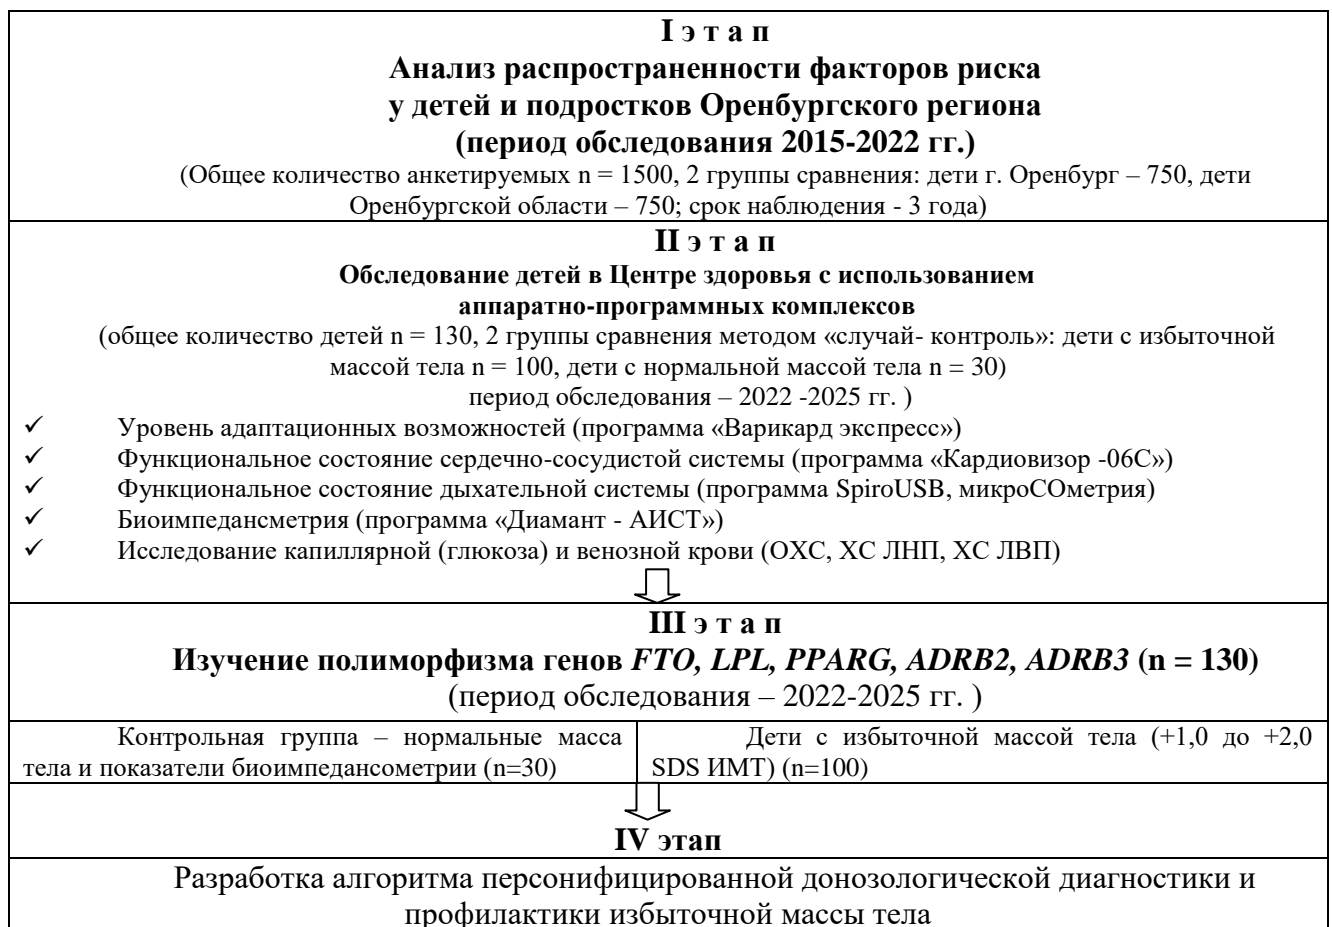 I э т а п
Анализ распространенности факторов риска
у детей и подростков Оренбургского региона
(период обследования 2015-2022 гг.)
(Общее количество анкетируемых n = 1500, 2 группы сравнения: дети г. Оренбург – 750, дети
Оренбургской области – 750; срок наблюдения - 3 года)
II э т а п
Обследование детей в Центре здоровья с использованием
аппаратно-программных комплексов
(общее количество детей n = 130, 2 группы сравнения методом «случай- контроль»: дети с избыточной
массой тела n = 100, дети с нормальной массой тела n = 30)
период обследования – 2022 -2025 гг. )
✓ Уровень адаптационных возможностей (программа «Варикард экспресс»)
✓ Функциональное состояние сердечно-сосудистой системы (программа «Кардиовизор -06С»)
✓ Функциональное состояние дыхательной системы (программа SpiroUSB, микроСОметрия)
✓ Биоимпедансметрия (программа «Диамант - АИСТ»)
✓ Исследование капиллярной (глюкоза) и венозной крови (ОХС, ХС ЛНП, ХС ЛВП)
III э т а п
Изучение полиморфизма генов FTO, LPL, PPARG, ADRB2, ADRB3 (n = 130)
(период обследования – 2022-2025 гг. )
Контрольная группа – нормальные масса
тела и показатели биоимпедансометрии (n=30)
Дети с избыточной массой тела (+1,0 до +2,0
SDS ИМТ) (n=100)
IV этап
Разработка алгоритма персонифицированной донозологической диагностики и
профилактики избыточной массы тела